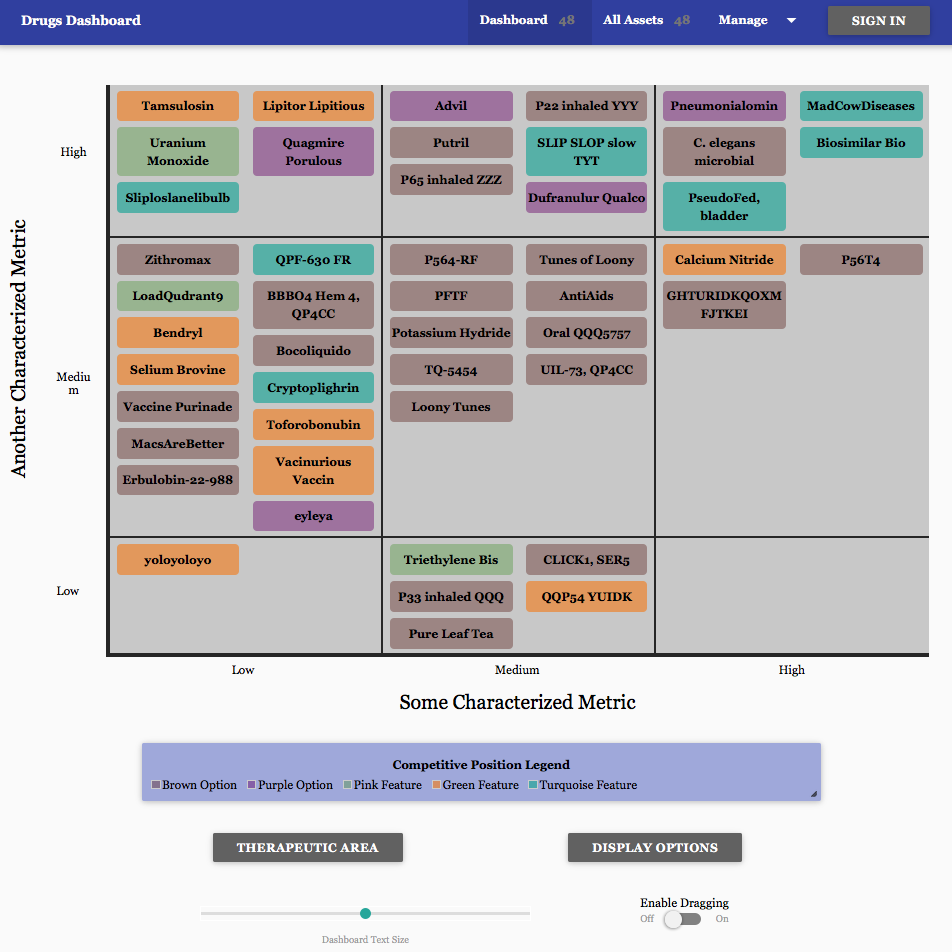 Drugs Dashboard
Dashboard 48
All Assets 48
Manage
SIGN IN
Another Characterized Metric
High
Tamsulosin
Lipitor Lipitious
Uranium
Monoxide
Quagmire
Porulous
Sliploslanelibulb
Advil
P22 inhaled YYY
Putril
SLIP SLOP slow
TYT
P65 inhaled ZZZ
Dufranulur Qualco
Pneumonialomin
MadCowDiseases
C. elegans
microbial
Biosimilar Bio
PseudoFed,
bladder
Mediu
m
Zithromax
QPF-630 FR
LoadQudrant9
BBBO4 Hem 4,
QP4CC
Bendryl
Bocoliquido
Selium Brovine
Cryptoplighrin
Vaccine Purinade
Toforobonubin
MacsAreBetter
Vacinurious
Vaccin
Erbulobin-22-988
eyleya
P564-RF
Tunes of Loony
PFTF
AntiAids
Potassium Hydride
Oral QQQ5757
TQ-5454
UIL-73, QP4CC
Loony Tunes
Calcium Nitride
P56T4
GHTURIDKQOXM
FJTKEI
Low
yoloyoloyo
Triethylene Bis
CLICK1, SER5
P33 inhaled QQQ
QQP54 YUIDK
Pure Leaf Tea
Low
Medium
High
Some Characterized Metric
Competitive Position Legend
Brown Option
Purple Option
Pink Feature
Green Feature
Turquoise Feature
THERAPEUTIC AREA
DISPLAY OPTIONS
Enable Dragging
Off
On
Dashboard Text Size